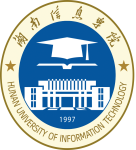 湖南信息学院
1997
HUNAN UNIVERSITY OF INFORMATION TECHNOLOGY